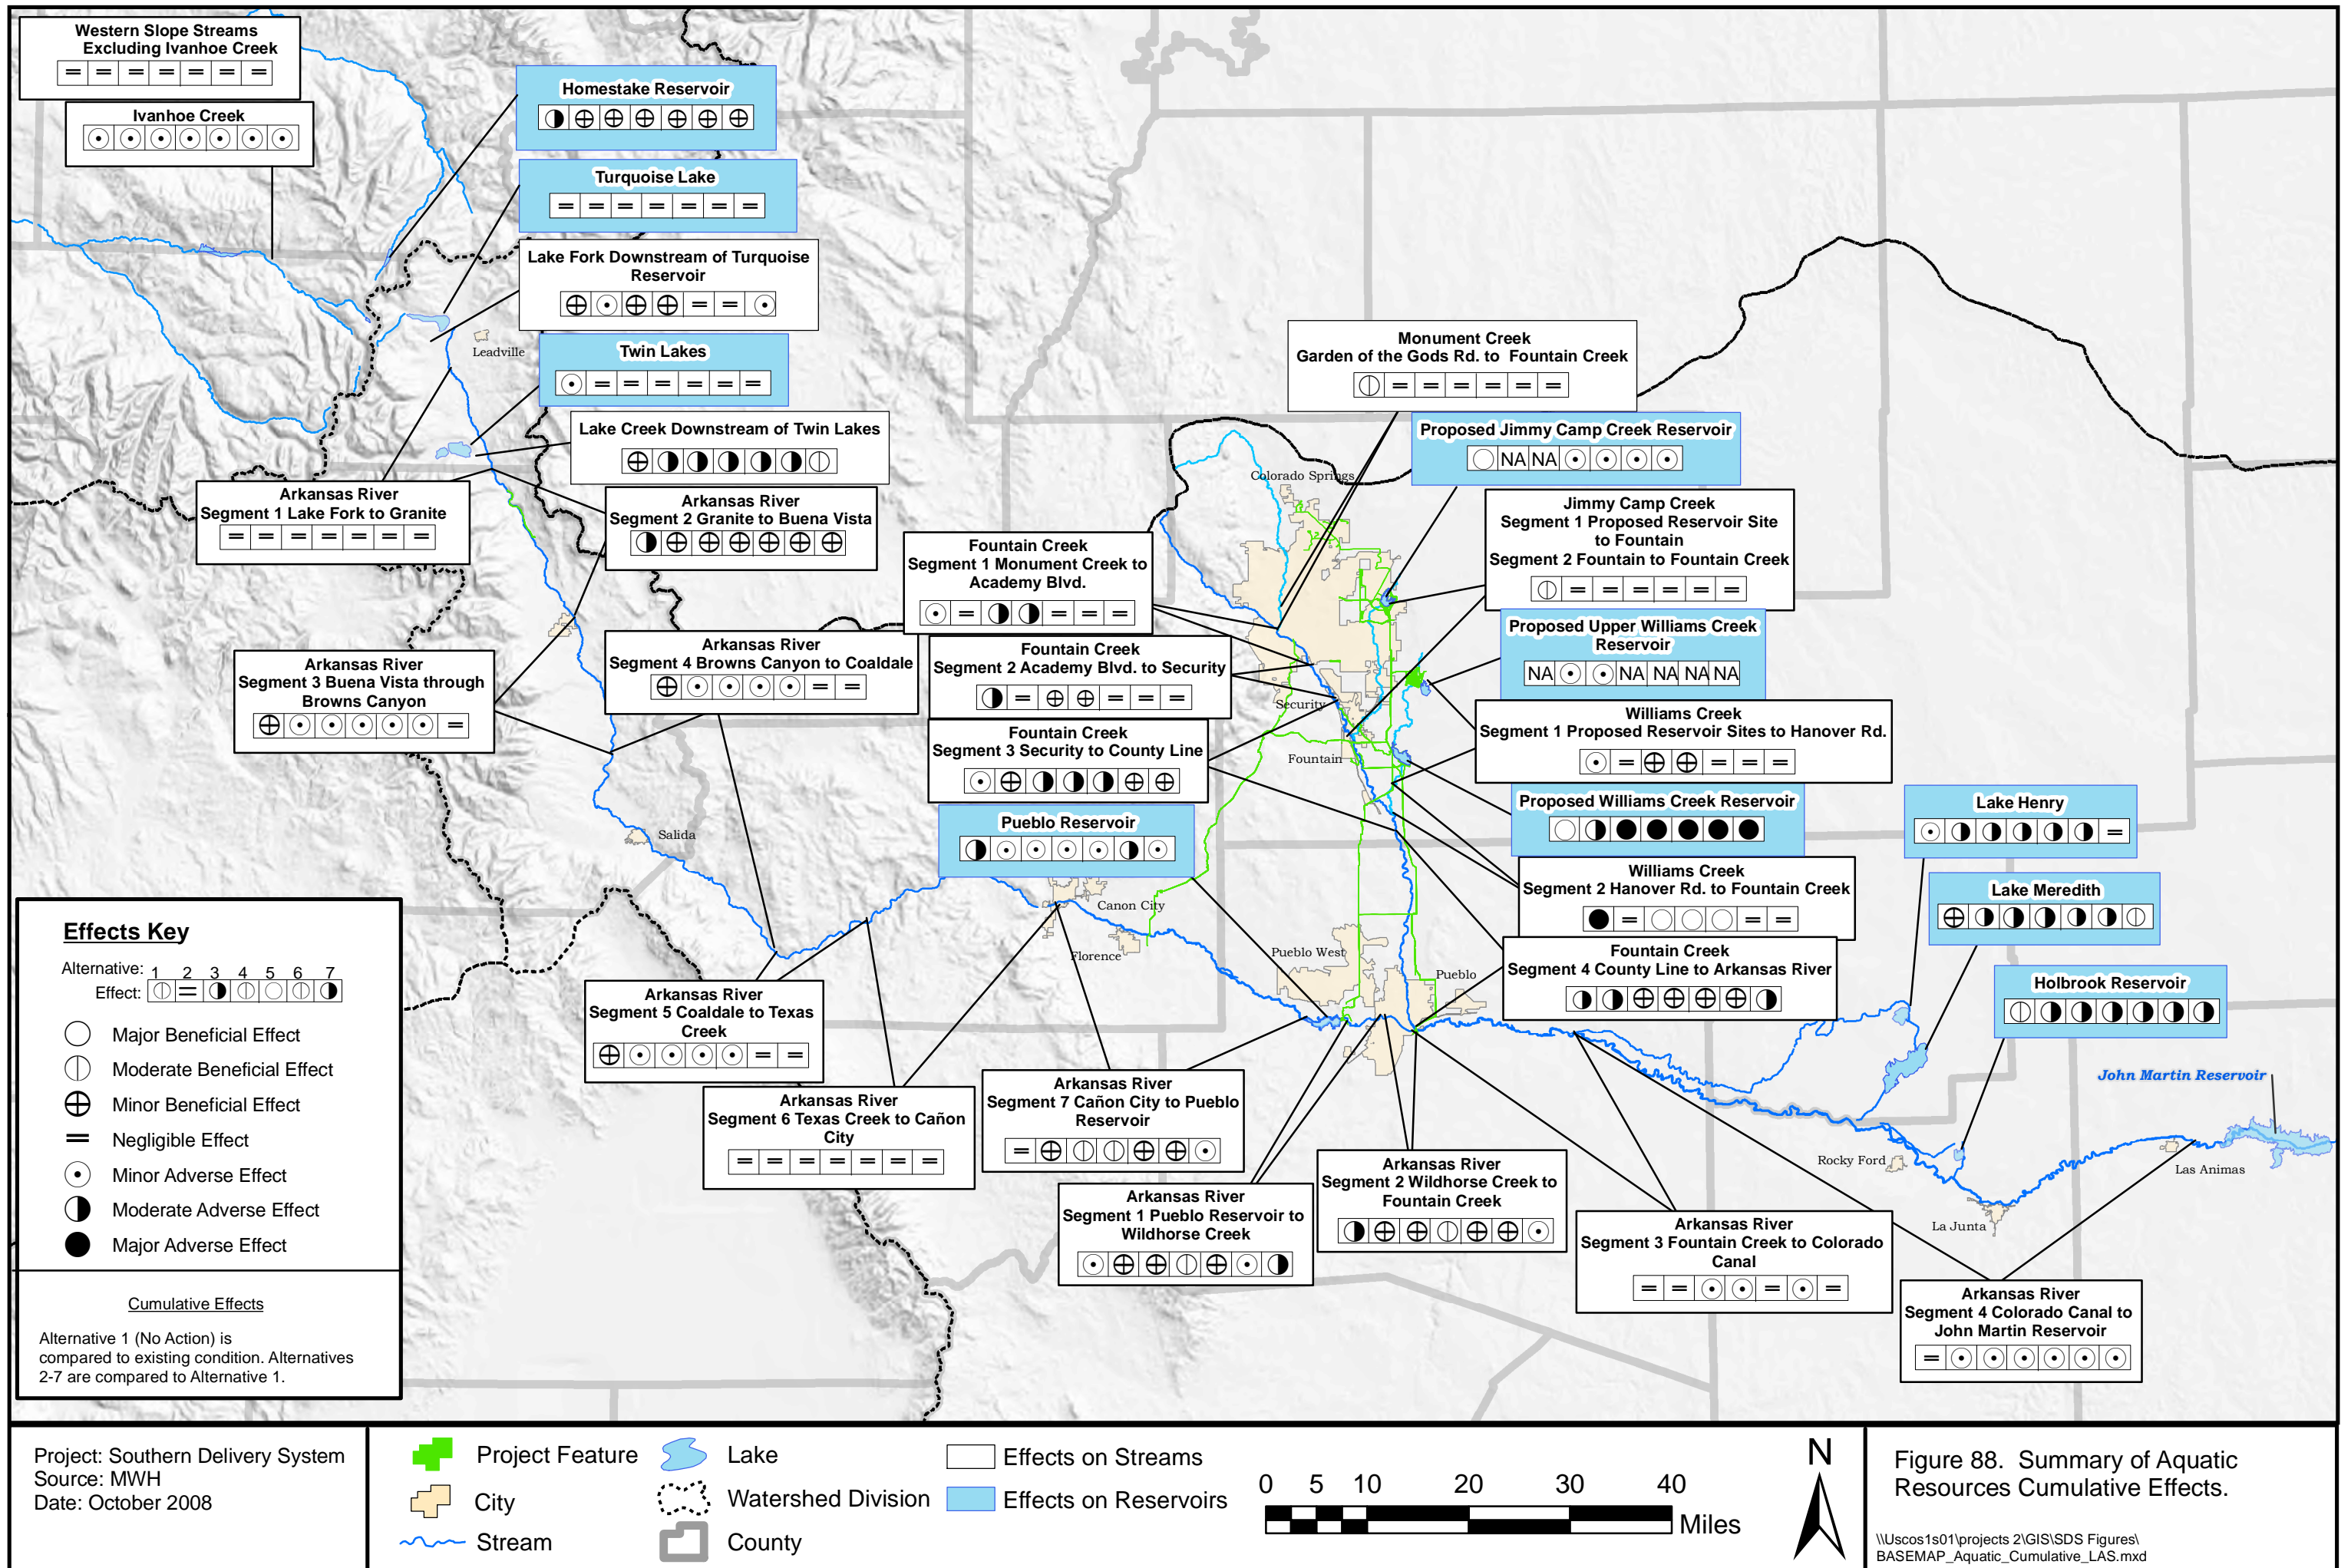 Western Slope Streams
Excluding Ivanhoe Creek
= = = = = = =
Ivanhoe Creek
Homestake Reservoir
Turquoise Lake
= = = = = = =
Lake Fork Downstream of Turquoise
Reservoir
= =
Leadville
Twin Lakes
= = = = = =
Lake Creek Downstream of Twin Lakes
Arkansas River
Segment 1 Lake Fork to Granite
= = = = = = =
Arkansas River
Segment 2 Granite to Buena Vista
Arkansas River
Segment 3 Buena Vista through
Browns Canyon
=
Arkansas River
Segment 4 Browns Canyon to Coaldale
= =
Salida
Monument Creek
Garden of the Gods Rd. to Fountain Creek
= = = = = =
Proposed Jimmy Camp Creek Reservoir
NA NA
Colorado Springs
Jimmy Camp Creek
Segment 1 Proposed Reservoir Site
to Fountain
Segment 2 Fountain to Fountain Creek
= = = = = =
Fountain Creek
Segment 1 Monument Creek to
Academy Blvd.
= = = =
Fountain Creek
Segment 2 Academy Blvd. to Security
= = = =
Security
Fountain Creek
Segment 3 Security to County Line
Fountain
Proposed Upper Williams Creek
Reservoir
NA NA NA NA NA
Williams Creek
Segment 1 Proposed Reservoir Sites to Hanover Rd.
= = = =
Proposed Williams Creek Reservoir
Lake Henry
=
Williams Creek
Segment 2 Hanover Rd. to Fountain Creek
= = =
Lake Meredith
Fountain Creek
Segment 4 County Line to Arkansas River
Holbrook Reservoir
Pueblo Reservoir
Canon City
Florence
Pueblo West
Pueblo
John Martin Reservoir
Rocky Ford
Las Animas
La Junta
Arkansas River
Segment 5 Coaldale to Texas
Creek
= =
Arkansas River
Segment 6 Texas Creek to Cañon
City
= = = = = = =
Arkansas River
Segment 7 Cañon City to Pueblo
Reservoir
=
Arkansas River
Segment 1 Pueblo Reservoir to
Wildhorse Creek
Arkansas River
Segment 2 Wildhorse Creek to
Fountain Creek
Arkansas River
Segment 3 Fountain Creek to Colorado
Canal
= = = =
Arkansas River
Segment 4 Colorado Canal to
John Martin Reservoir
=
Effects Key
Alternative: 1 2 3 4 5 6 7
Effect: =
Major Beneficial Effect
Moderate Beneficial Effect
Minor Beneficial Effect
= Negligible Effect
Minor Adverse Effect
Moderate Adverse Effect
Major Adverse Effect
Cumulative Effects
Alternative 1 (No Action) is
compared to existing condition. Alternatives
2-7 are compared to Alternative 1.
Project: Southern Delivery System
Source: MWH
Date: October 2008
Project Feature
City
Stream
Lake
Watershed Division
County
Effects on Streams
Effects on Reservoirs
0 5 10 20 30 40
Miles
N
Figure 88. Summary of Aquatic
Resources Cumulative Effects.
\\Uscos1s01\projects 2\GIS\SDS Figures\
BASEMAP_Aquatic_Cumulative_LAS.mxd